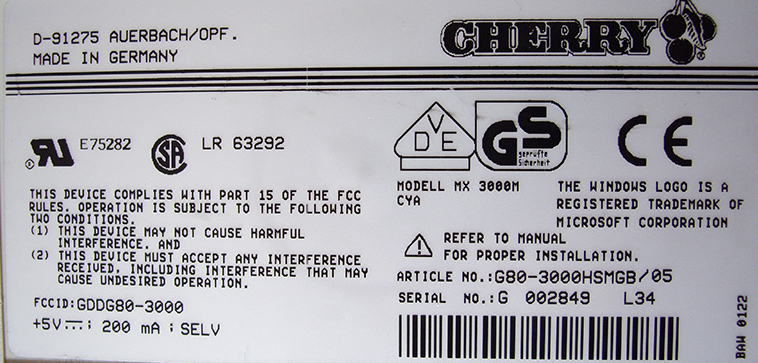 D-91275 AUERBACH/OPF.
MADE IN GERMANY
CHERRY
®
RU ® E75282 SA LR 63292
VDE GS geprüfte Sicherheit CE
THIS DEVICE COMPLIES WITH PART 15 OF THE FCC
RULES. OPERATION IS SUBJECT TO THE FOLLOWING
TWO CONDITIONS.
(1) THIS DEVICE MAY NOT CAUSE HARMFUL
INTERFERENCE. AND
(2) THIS DEVICE MUST ACCEPT ANY INTERFERENCE
RECEIVED, INCLUDING INTERFERENCE THAT MAY
CAUSE UNDESIRED OPERATION.
FCCID:GDDG80-3000
+5V⎓; 200 mA ; SELV
MODELL MX 3000M
CYA
THE WINDOWS LOGO IS A
REGISTERED TRADEMARK OF
MICROSOFT CORPORATION
REFER TO MANUAL
FOR PROPER INSTALLATION.
ARTICLE NO.:G80-3000HSMGB/05
SERIAL NO.:G 002849 L34
BAW 0122